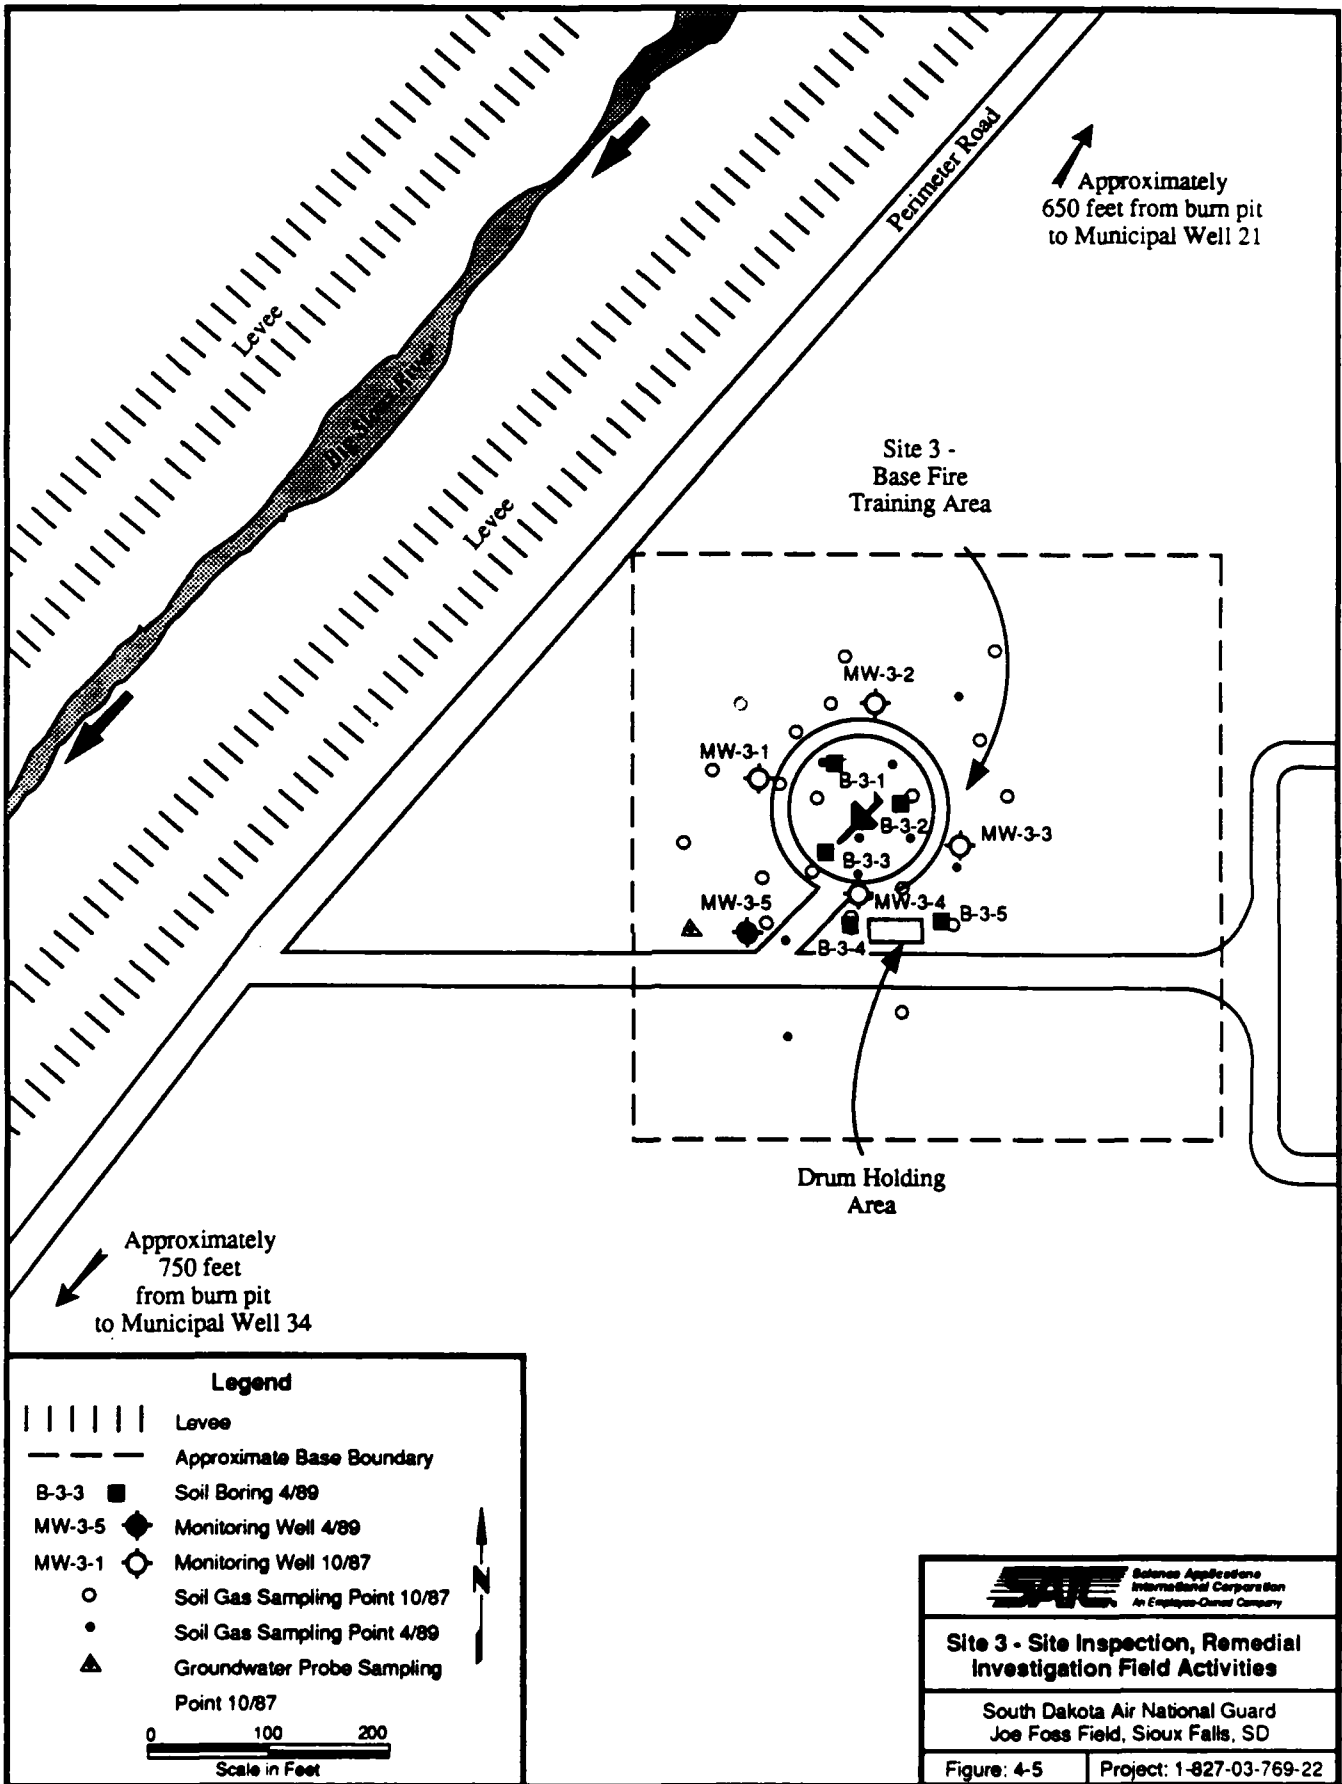 Perimeter Road
Approximately
650 feet from burn pit
to Municipal Well 21
Levee
Big Sioux River
Levee
Site 3 -
Base Fire
Training Area
MW-3-2
MW-3-1
B-3-1
B-3-2
MW-3-3
B-3-3
MW-3-5
MW-3-4
B-3-5
B-3-4
Drum Holding
Area
Approximately
750 feet
from burn pit
to Municipal Well 34
Legend
Levee
Approximate Base Boundary
B-3-3 Soil Boring 4/89
MW-3-5 Monitoring Well 4/89
MW-3-1 Monitoring Well 10/87
Soil Gas Sampling Point 10/87
Soil Gas Sampling Point 4/89
Groundwater Probe Sampling
Point 10/87
N
0 100 200
Scale in Feet
SAIC
Science Applications
International Corporation
An Employee-Owned Company
Site 3 - Site Inspection, Remedial
Investigation Field Activities
South Dakota Air National Guard
Joe Foss Field, Sioux Falls, SD
Figure: 4-5
Project: 1-827-03-769-22